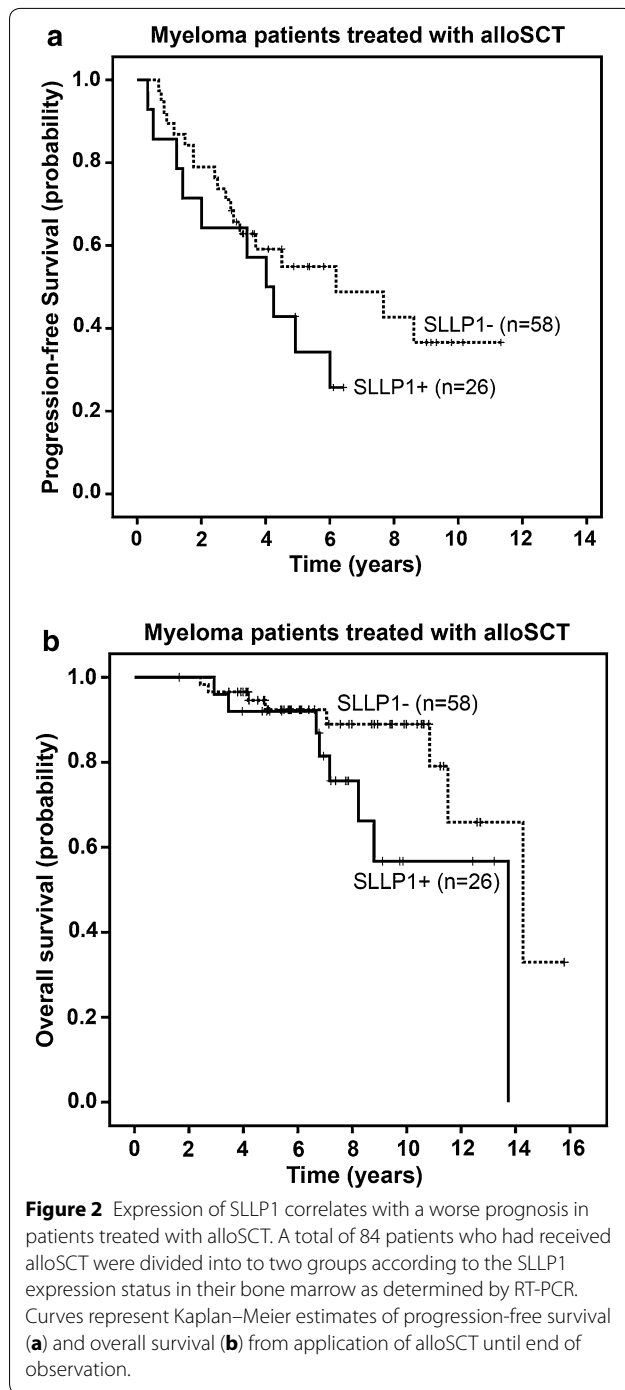 a
Myeloma patients treated with alloSCT
Progression-free Survival (probability)
1.0
0.8
0.6
0.4
0.2
0.0
SLLP1- (n=58)
SLLP1+ (n=26)
0 2 4 6 8 10 12 14
Time (years)
b
Myeloma patients treated with alloSCT
Overall survival (probability)
1.0
0.8
0.6
0.4
0.2
0.0
SLLP1- (n=58)
SLLP1+ (n=26)
0 2 4 6 8 10 12 14 16
Time (years)
Figure 2 Expression of SLLP1 correlates with a worse prognosis in
patients treated with alloSCT. A total of 84 patients who had received
alloSCT were divided into to two groups according to the SLLP1
expression status in their bone marrow as determined by RT-PCR.
Curves represent Kaplan–Meier estimates of progression-free survival
(a) and overall survival (b) from application of alloSCT until end of
observation.